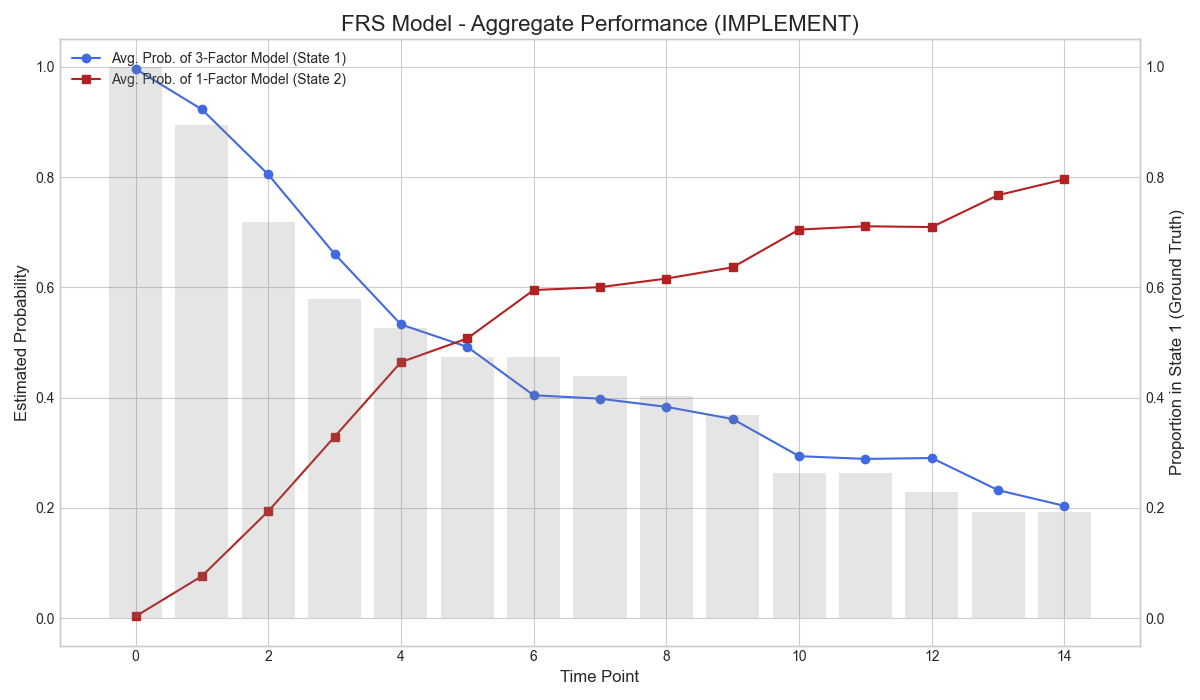 FRS Model - Aggregate Performance (IMPLEMENT)
Avg. Prob. of 3-Factor Model (State 1)
Avg. Prob. of 1-Factor Model (State 2)
Estimated Probability
1.0
0.8
0.6
0.4
0.2
0.0
1.0
0.8
0.6
0.4
0.2
0.0
Proportion in State 1 (Ground Truth)
0 2 4 6 8 10 12 14
Time Point